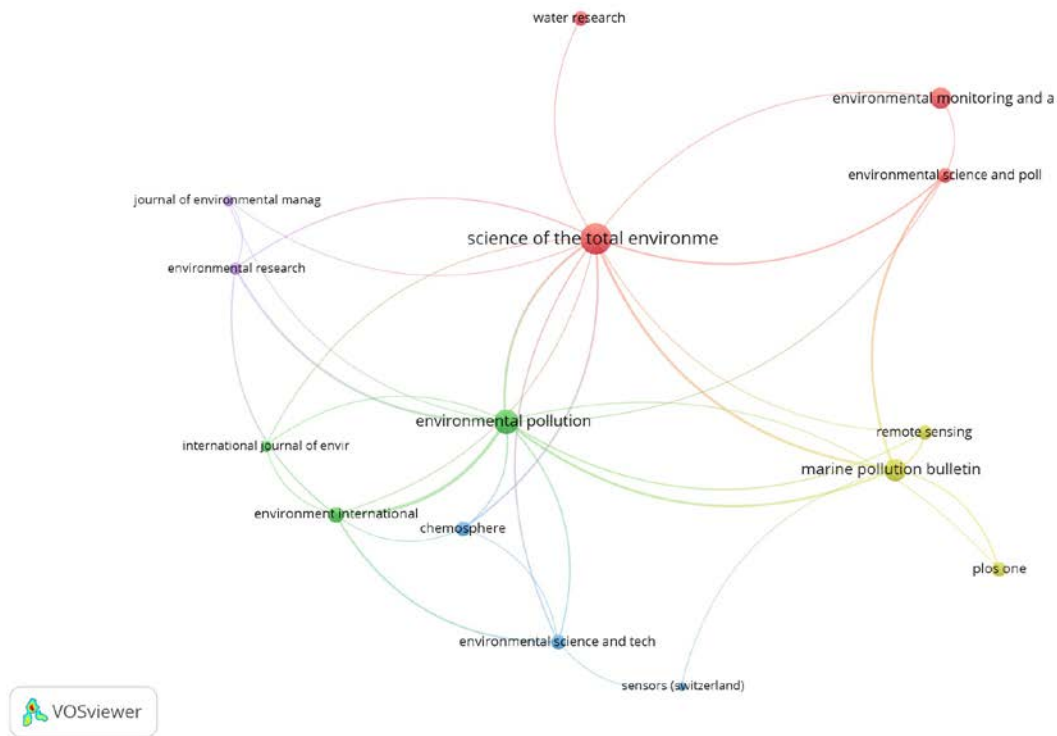 water research
environmental monitoring and a
environmental science and poll
journal of environmental manag
science of the total environme
environmental research
environmental pollution
remote sensing
international journal of envir
marine pollution bulletin
environment international
chemosphere
plos one
environmental science and tech
sensors (switzerland)
VOSviewer